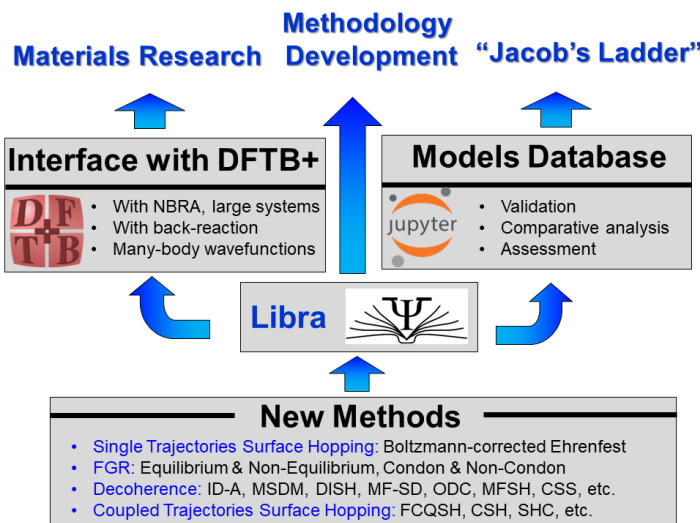 Methodology
Development
Materials Research
“Jacob’s Ladder”
Interface with DFTB+
DF
TB
• With NBRA, large systems
• With back-reaction
• Many-body wavefunctions
Models Database
jupyter
• Validation
• Comparative analysis
• Assessment
Libra
Ψ
New Methods
• Single Trajectories Surface Hopping: Boltzmann-corrected Ehrenfest
• FGR: Equilibrium & Non-Equilibrium, Condon & Non-Condon
• Decoherence: ID-A, MSDM, DISH, MF-SD, ODC, MFSH, CSS, etc.
• Coupled Trajectories Surface Hopping: FCQSH, CSH, SHC, etc.